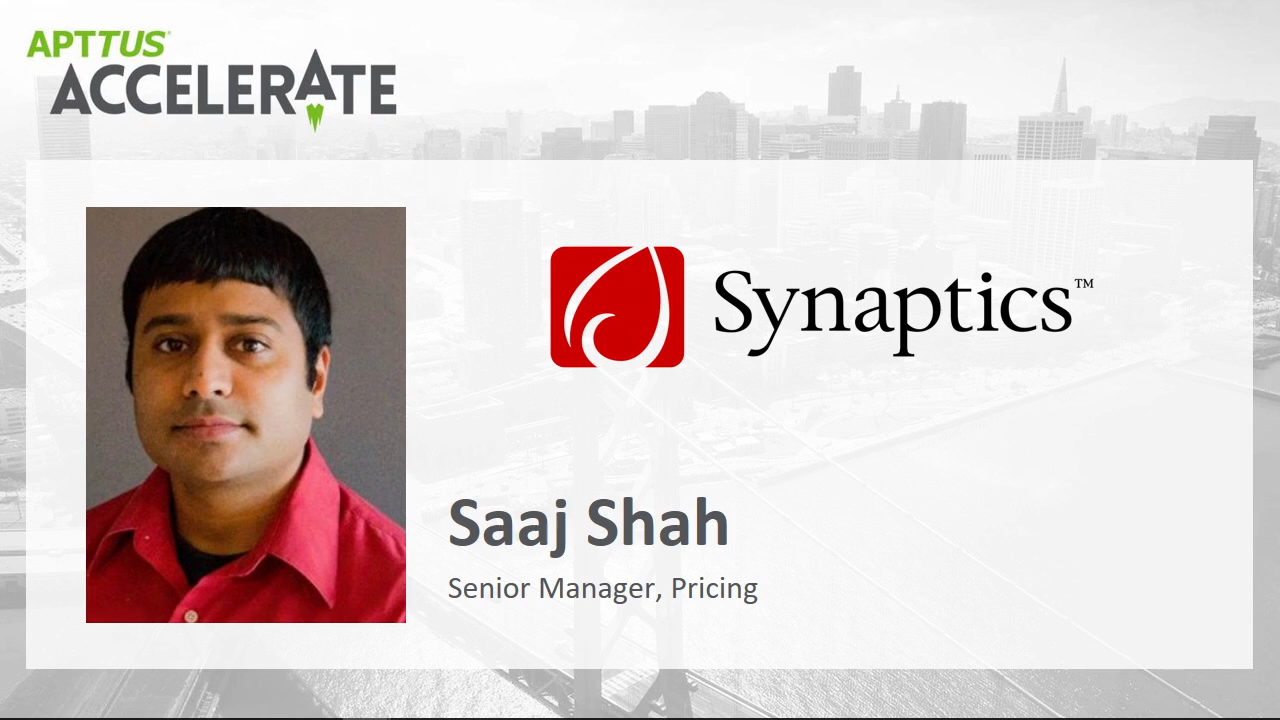 APTTUS
ACCELERATE
Synaptics™
Saaj Shah
Senior Manager, Pricing